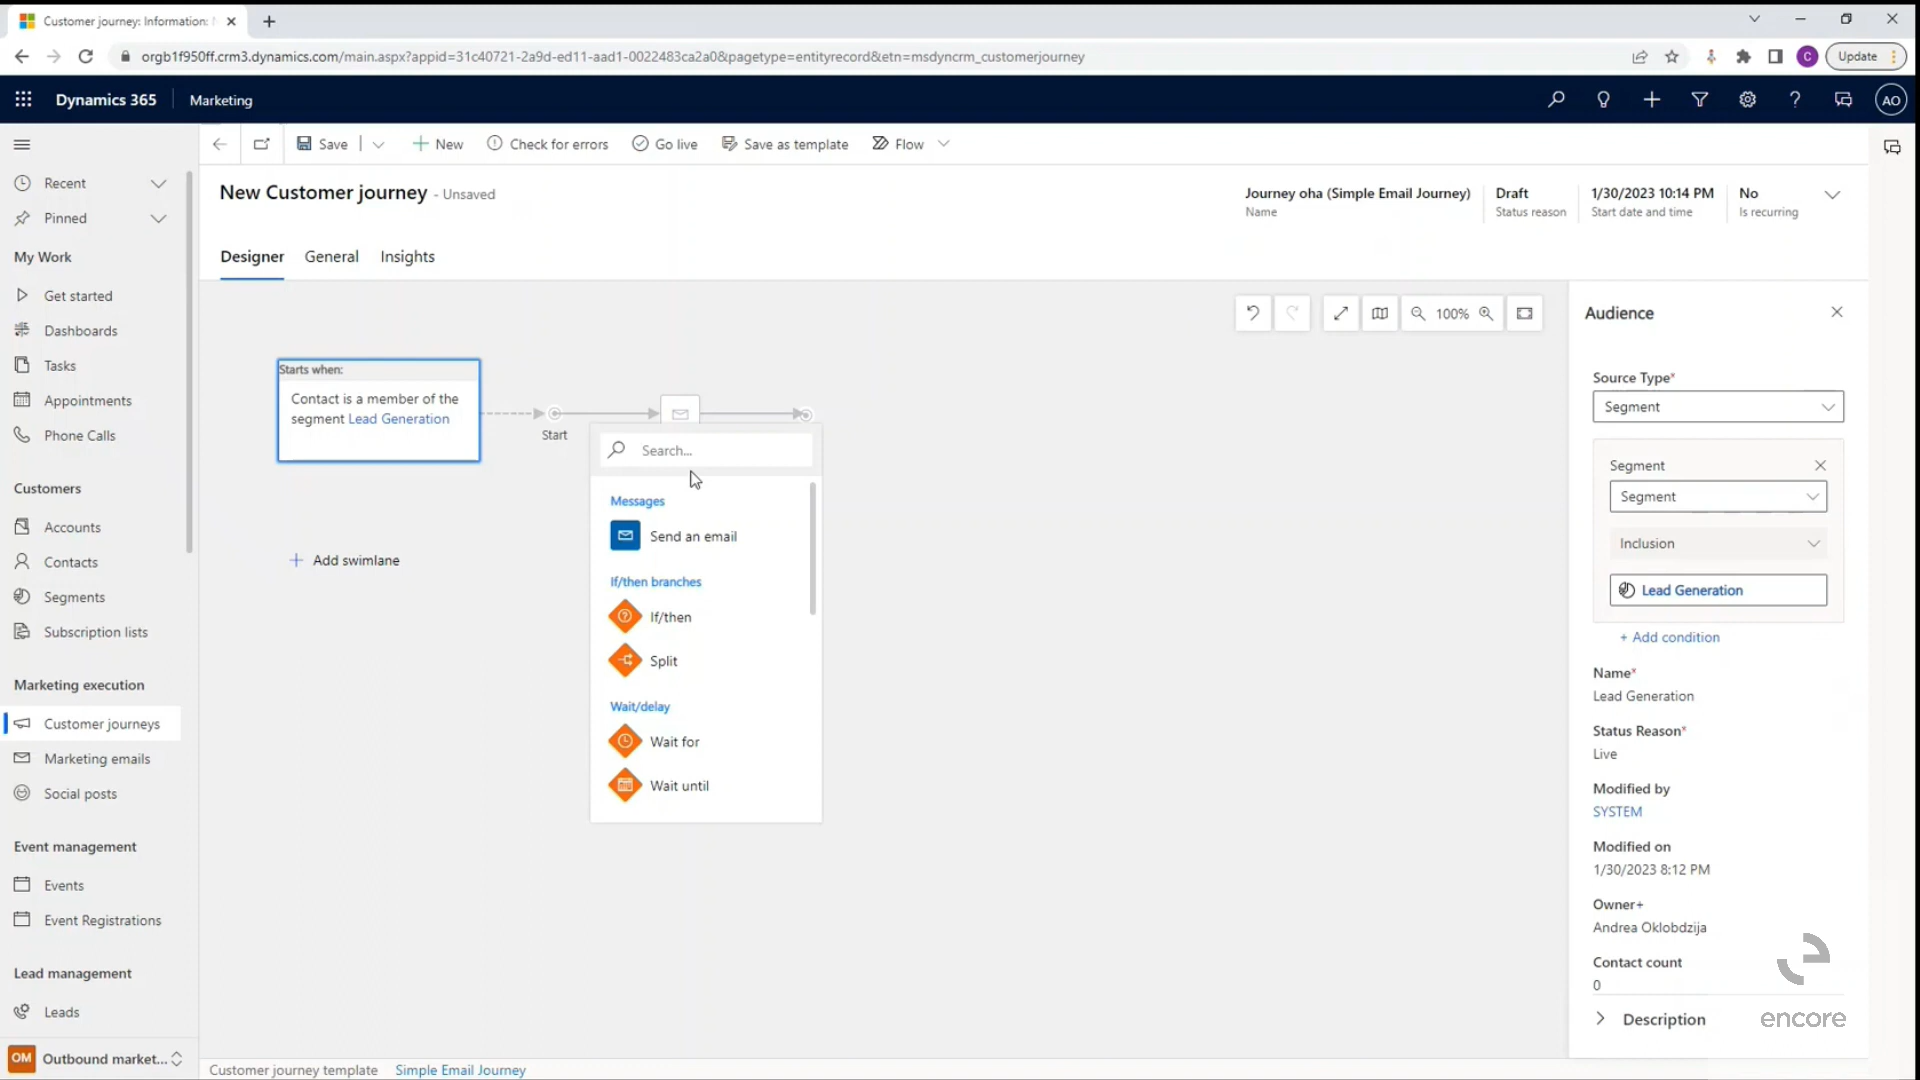 Customer journey: Information:
orgb1f950ff.crm3.dynamics.com/main.aspx?appid=31c40721-2a9d-ed11-aad1-0022483ca2a0&pagetype=entityrecord&etn=msdyncrm_customerjourney
C
Update
Dynamics 365
Marketing
AO
Save
New
Check for errors
Go live
Save as template
Flow
Recent
Pinned
My Work
Get started
Dashboards
Tasks
Appointments
Phone Calls
Customers
Accounts
Contacts
Segments
Subscription lists
Marketing execution
Customer journeys
Marketing emails
Social posts
Event management
Events
Event Registrations
Lead management
Leads
OM Outbound market...
New Customer journey - Unsaved
Journey oha (Simple Email Journey)
Name
Draft
Status reason
1/30/2023 10:14 PM
Start date and time
No
Is recurring
Designer
General
Insights
100%
Starts when:
Contact is a member of the
segment Lead Generation
Start
Add swimlane
Search...
Messages
Send an email
If/then branches
If/then
Split
Wait/delay
Wait for
Wait until
Audience
Source Type*
Segment
Segment
Segment
Inclusion
Lead Generation
+ Add condition
Name*
Lead Generation
Status Reason*
Live
Modified by
SYSTEM
Modified on
1/30/2023 8:12 PM
Owner+
Andrea Oklobdzija
Contact count
0
Description
encore
Customer journey template
Simple Email Journey